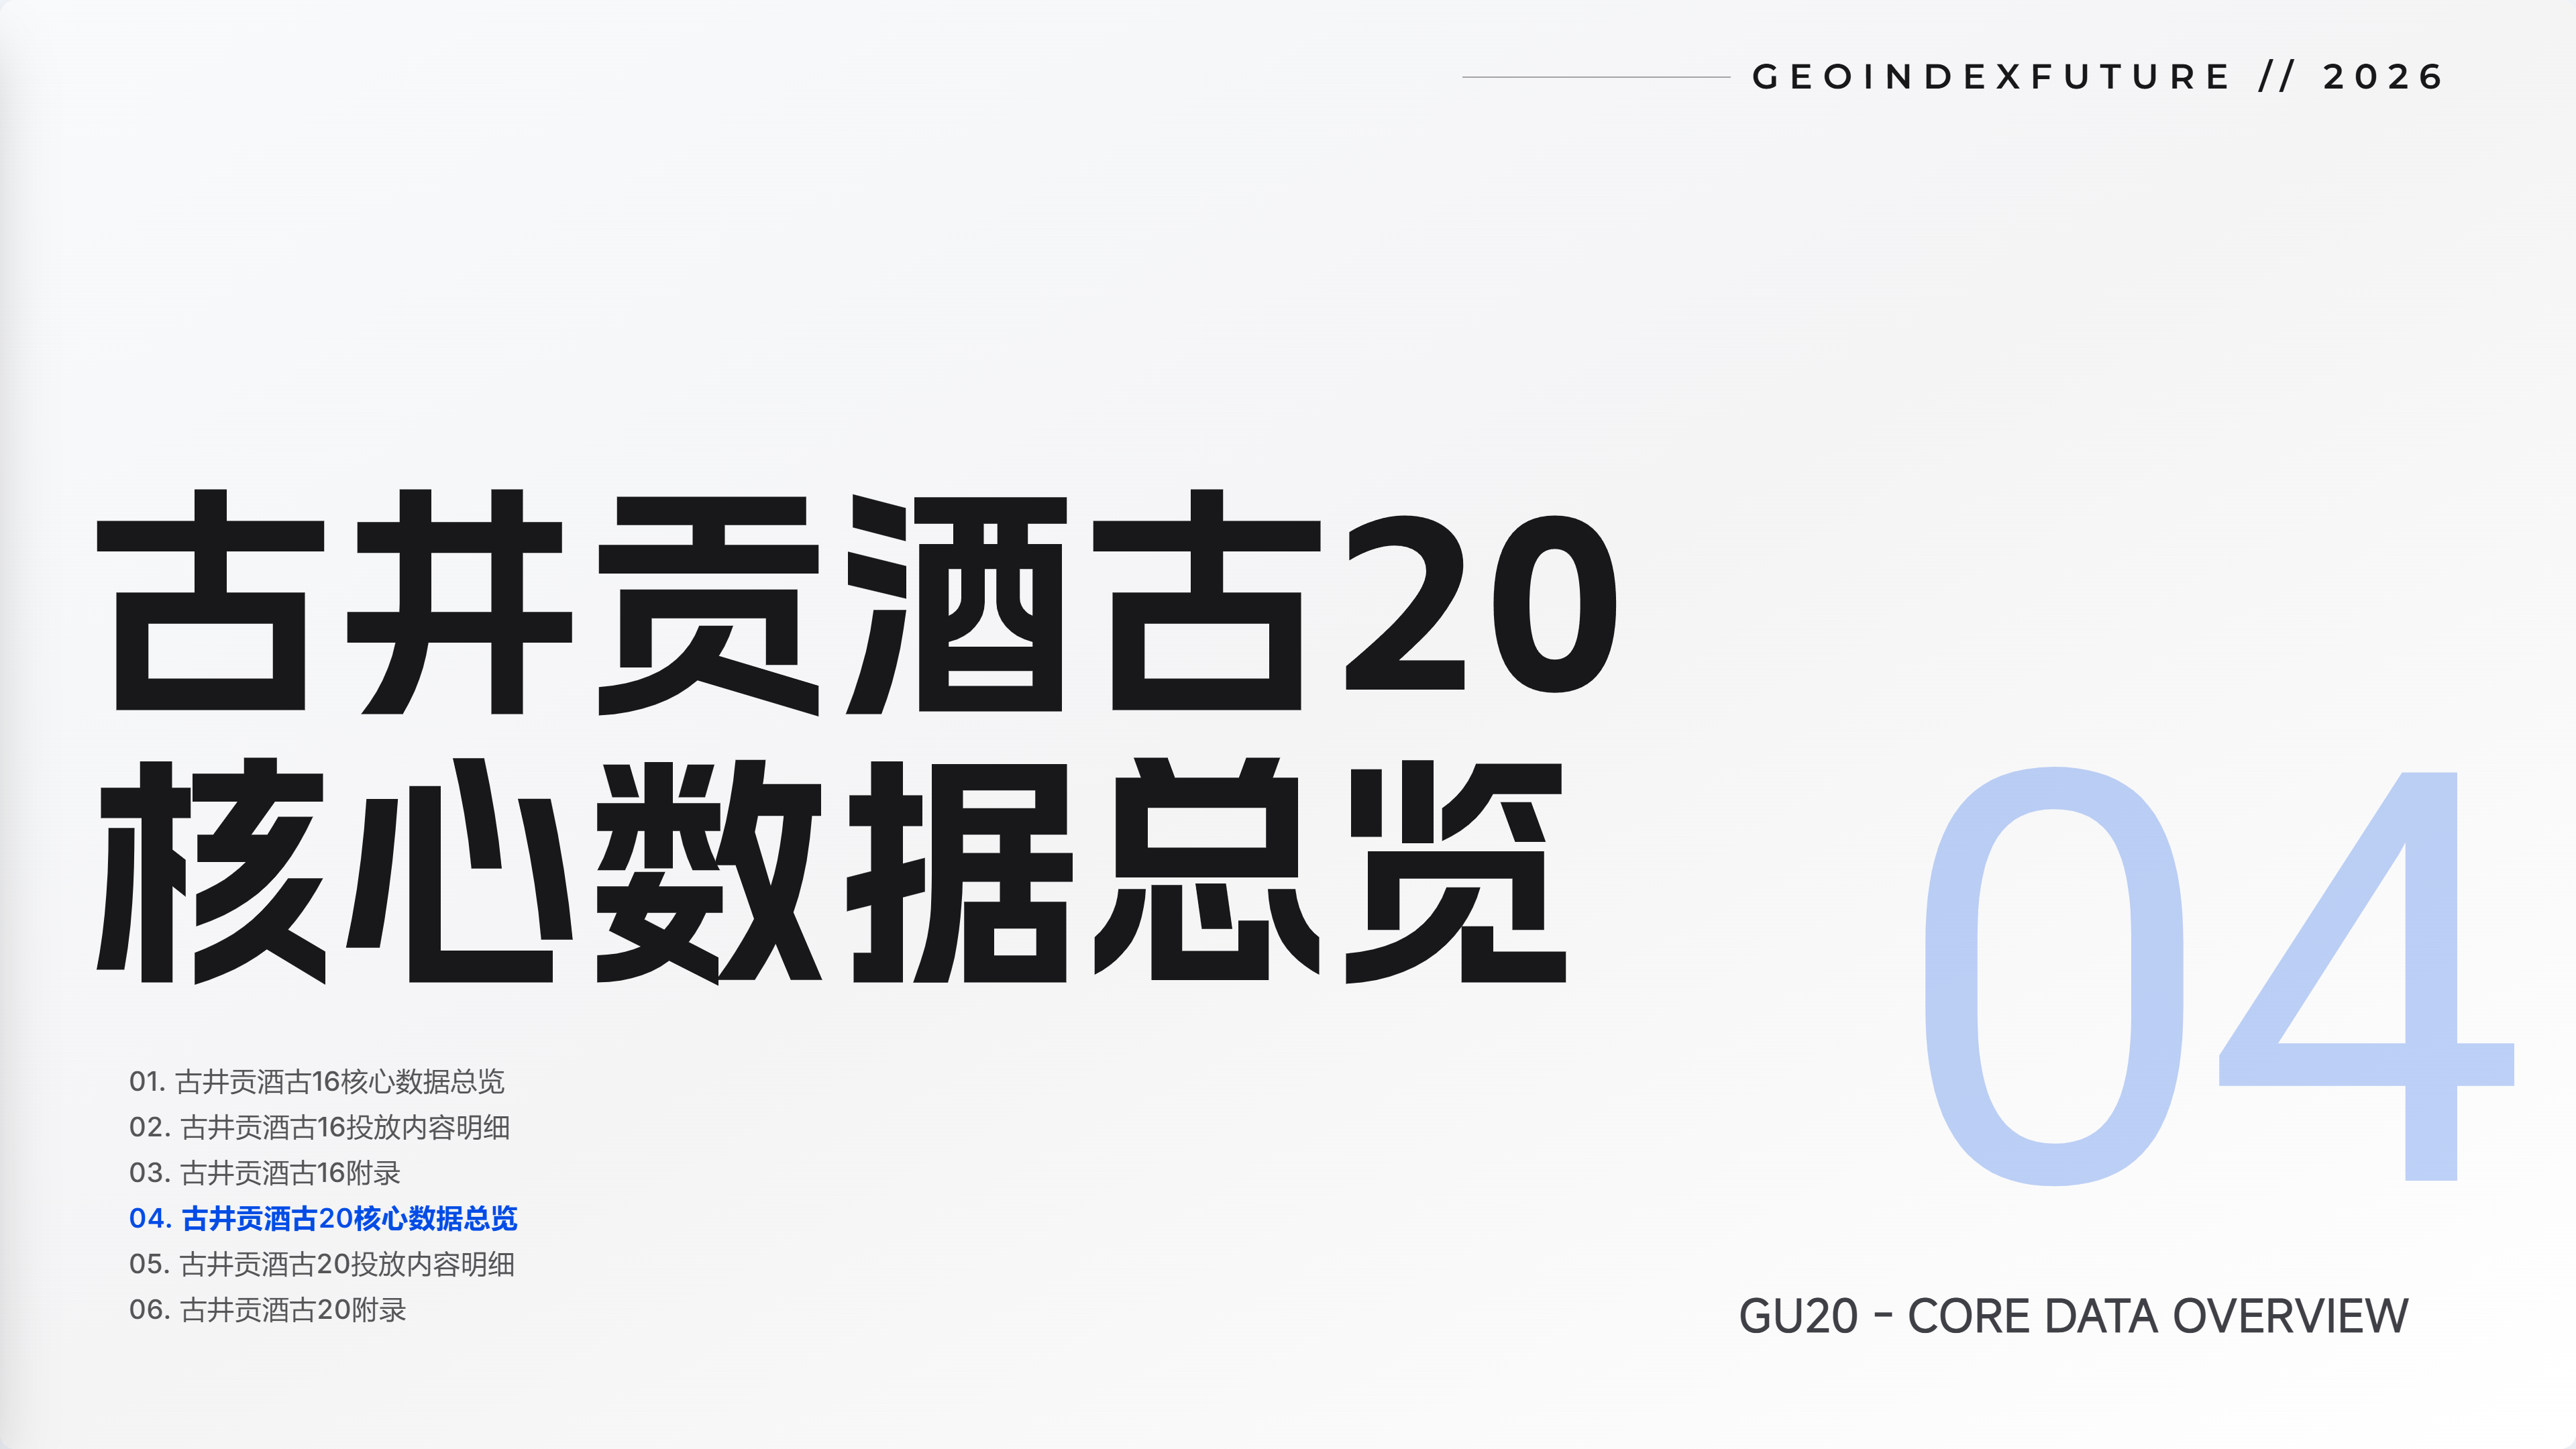 GEOINDEXFUTURE // 2026
古井贡酒古20
核心数据总览
04
01. 古井贡酒古16核心数据总览
02. 古井贡酒古16投放内容明细
03. 古井贡酒古16附录
04. 古井贡酒古20核心数据总览
05. 古井贡酒古20投放内容明细
06. 古井贡酒古20附录
GU20 - CORE DATA OVERVIEW